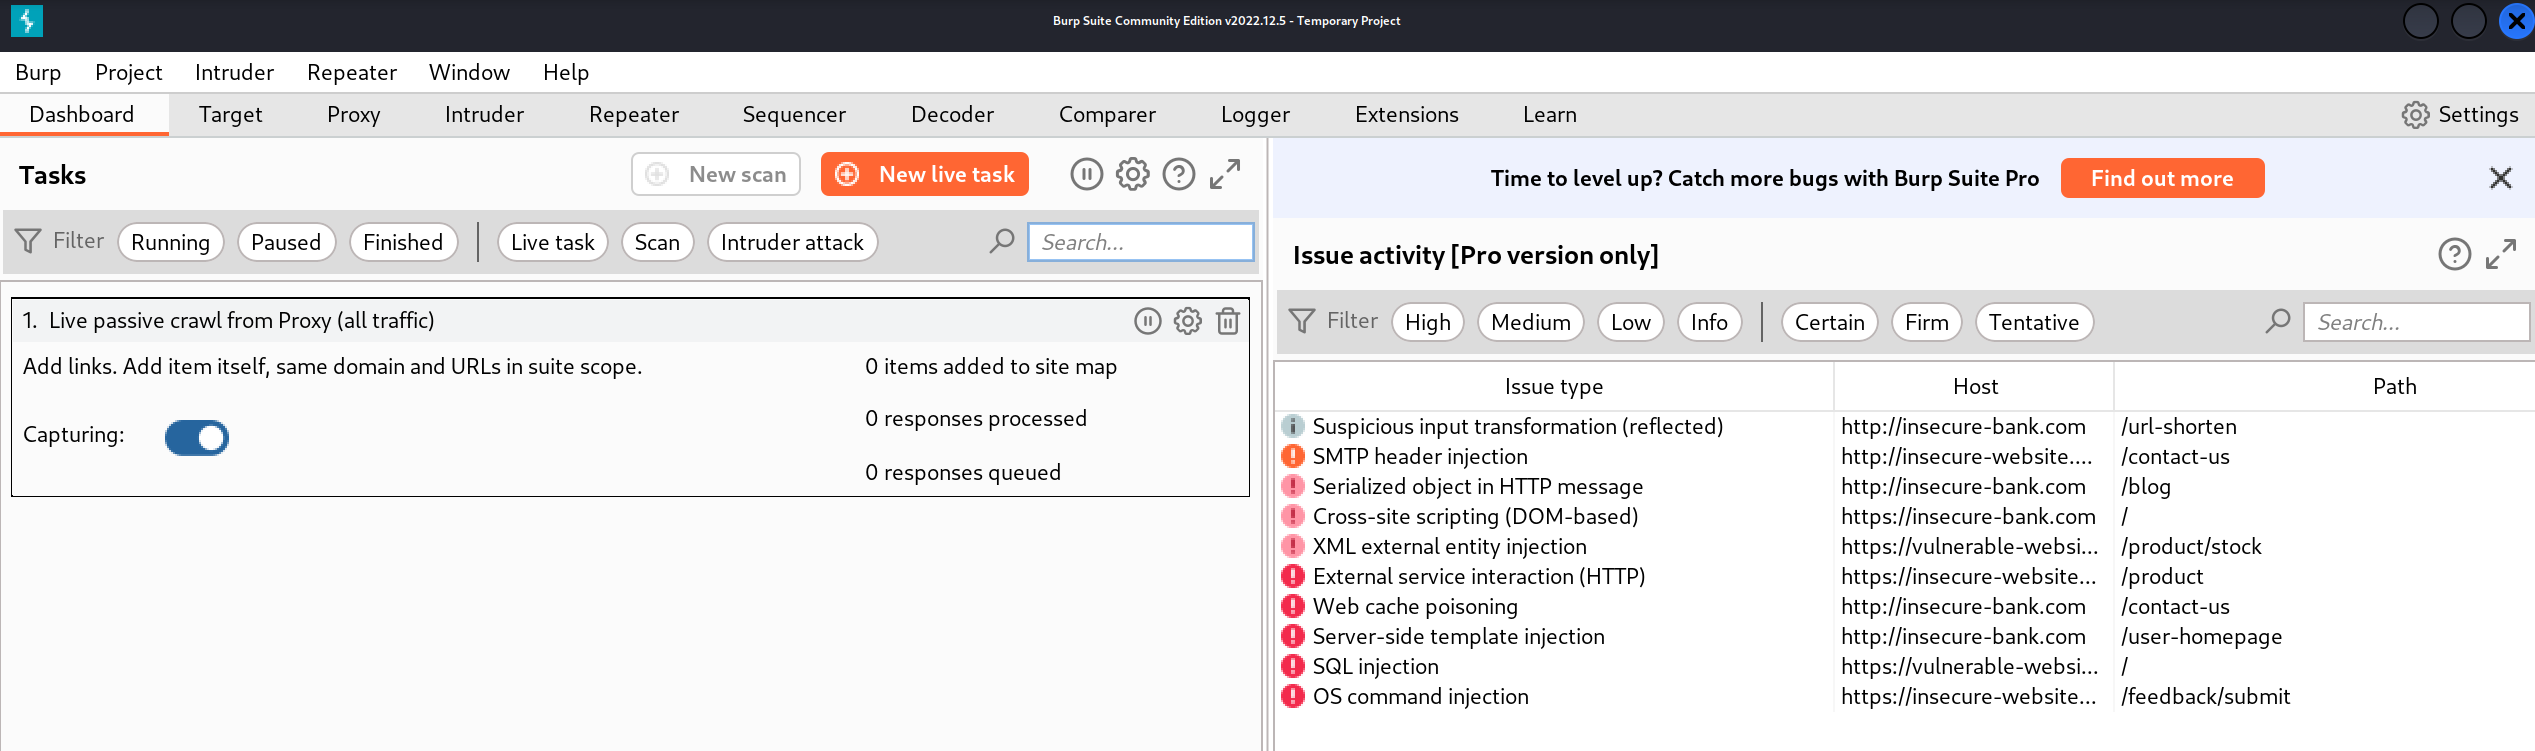 Burp Suite Community Edition v2022.12.5 - Temporary Project
Burp Project Intruder Repeater Window Help
Dashboard Target Proxy Intruder Repeater Sequencer Decoder Comparer Logger Extensions Learn Settings
Tasks New scan New live task
Filter Running Paused Finished Live task Scan Intruder attack Search...
1. Live passive crawl from Proxy (all traffic)
Add links. Add item itself, same domain and URLs in suite scope. 0 items added to site map
0 responses processed
Capturing:
0 responses queued
Time to level up? Catch more bugs with Burp Suite Pro Find out more
Issue activity [Pro version only]
Filter High Medium Low Info Certain Firm Tentative Search...
Issue type Host Path
Suspicious input transformation (reflected) http://insecure-bank.com /url-shorten
SMTP header injection http://insecure-website.... /contact-us
Serialized object in HTTP message http://insecure-bank.com /blog
Cross-site scripting (DOM-based) https://insecure-bank.com /
XML external entity injection https://vulnerable-websi... /product/stock
External service interaction (HTTP) https://insecure-website... /product
Web cache poisoning http://insecure-bank.com /contact-us
Server-side template injection http://insecure-bank.com /user-homepage
SQL injection https://vulnerable-websi... /
OS command injection https://insecure-website... /feedback/submit